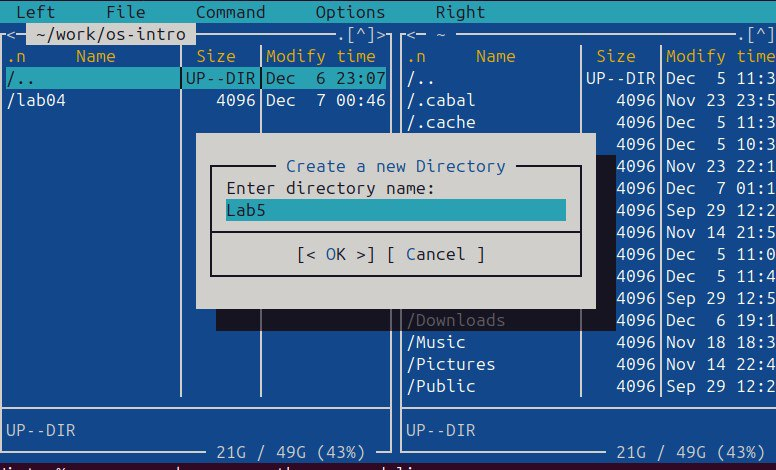 Left File Command Options Right
<- ~/work/os-intro .[^]> <- ~ .[^]
.n Name Size Modify time .n Name Size Modify time
/.. UP--DIR Dec 6 23:07 /.. UP--DIR Dec 5 11:3
/lab04 4096 Dec 7 00:46 /.cabal 4096 Nov 23 23:5
/.cache 4096 Dec 5 11:3
4096 Dec 5 10:3
Create a new Directory 4096 Nov 23 22:1
Enter directory name: 4096 Dec 7 01:1
Lab5 4096 Sep 29 12:2
4096 Nov 14 21:5
4096 Dec 5 11:0
[< OK >] [ Cancel ] 4096 Dec 5 11:4
4096 Sep 29 12:5
/Downloads 4096 Dec 6 19:1
/Music 4096 Nov 18 18:3
/Pictures 4096 Nov 14 22:4
/Public 4096 Sep 29 12:2
UP--DIR UP--DIR
21G / 49G (43%) 21G / 49G (43%)